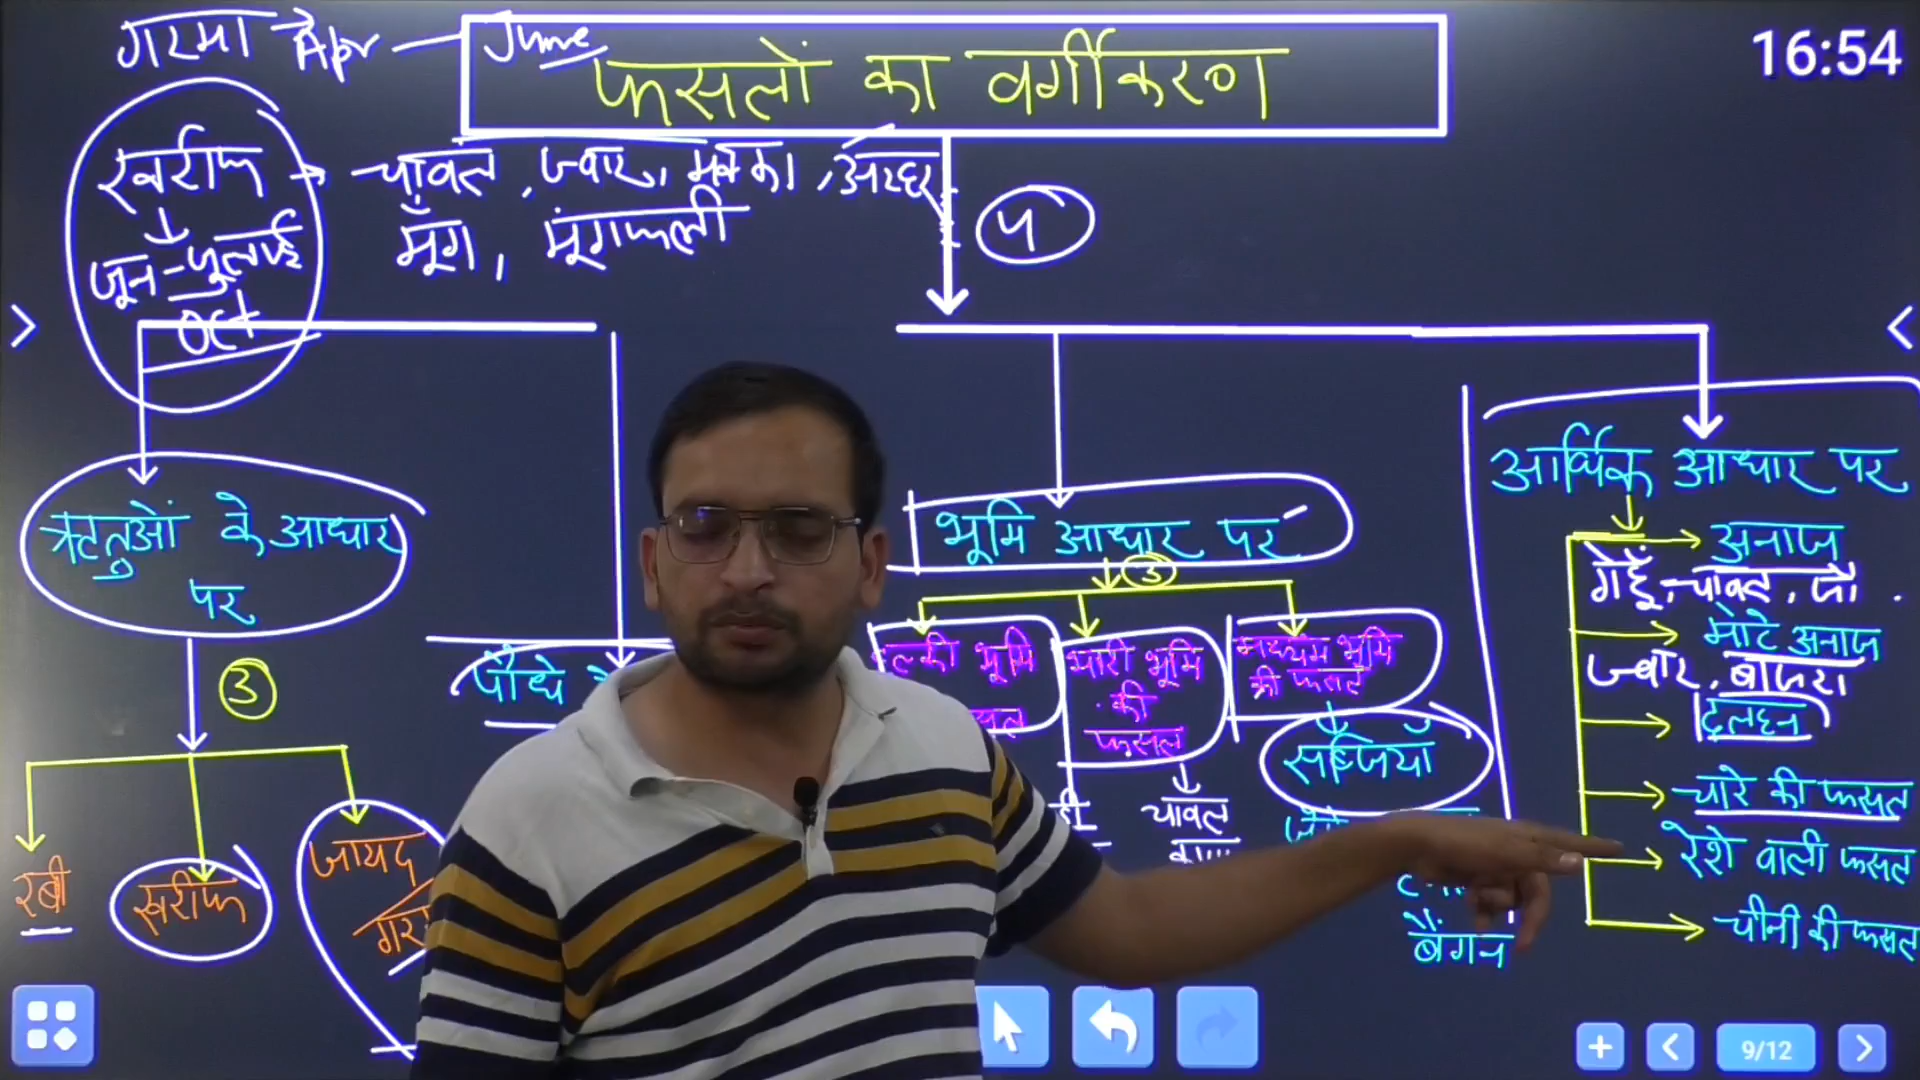 गरमा → Apr — June
फसलों का वर्गीकरण
16:54
खरीफ → चाँवल, ज्वार, मक्का, अरहर
मूँग, मूंगफली
जून-जुलाई
Oct
4
ऋतुओं के आधार
पर
3
रबी
खरीफ
जायद
पौधे
भूमि आधार पर
3
भूमि
भारी भूमि
की
फसल
मध्यम भूमि
की फसल
चाँवल
सब्जियाँ
बैंगन
आर्थिक आधार पर
अनाज
गेहूँ, चाँवल, जौ.
मोटे अनाज
ज्वार, बाजरा
दलहन
चारे की फसल
रेशे वाली फसल
चीनी की फसल
9/12